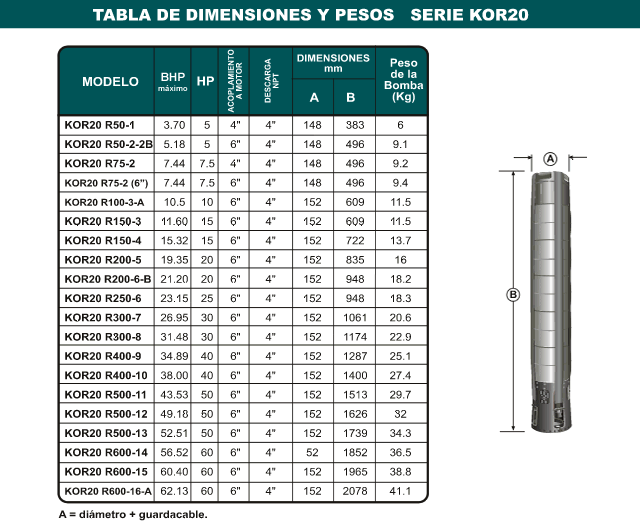 TABLA DE DIMENSIONES Y PESOS SERIE KOR20
MODELO BHP máximo HP ACOPLAMIENTO A MOTOR DESCARGA NPT DIMENSIONES mm A B Peso de la Bomba (Kg)
KOR20 R50-1 3.70 5 4" 4" 148 383 6
KOR20 R50-2-2B 5.18 5 6" 4" 148 496 9.1
KOR20 R75-2 7.44 7.5 4" 4" 148 496 9.2
KOR20 R75-2 (6") 7.44 7.5 6" 4" 148 496 9.4
KOR20 R100-3-A 10.5 10 6" 4" 152 609 11.5
KOR20 R150-3 11.60 15 6" 4" 152 609 11.5
KOR20 R150-4 15.32 15 6" 4" 152 722 13.7
KOR20 R200-5 19.35 20 6" 4" 152 835 16
KOR20 R200-6-B 21.20 20 6" 4" 152 948 18.2
KOR20 R250-6 23.15 25 6" 4" 152 948 18.3
KOR20 R300-7 26.95 30 6" 4" 152 1061 20.6
KOR20 R300-8 31.48 30 6" 4" 152 1174 22.9
KOR20 R400-9 34.89 40 6" 4" 152 1287 25.1
KOR20 R400-10 38.00 40 6" 4" 152 1400 27.4
KOR20 R500-11 43.53 50 6" 4" 152 1513 29.7
KOR20 R500-12 49.18 50 6" 4" 152 1626 32
KOR20 R500-13 52.51 50 6" 4" 152 1739 34.3
KOR20 R600-14 56.52 60 6" 4" 52 1852 36.5
KOR20 R600-15 60.40 60 6" 4" 152 1965 38.8
KOR20 R600-16-A 62.13 60 6" 4" 152 2078 41.1
A = diámetro + guardacable.
A
B